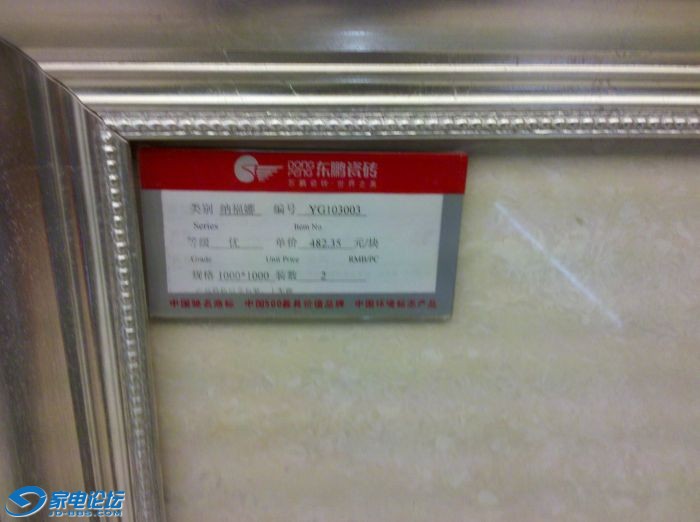 DONG PENG 东鹏瓷砖
东鹏瓷砖·世界之美
类别 纳福娜 编号 YG103003
Series Item No
等级 优 单价 482.35 元/块
Grade Unit Price RMB/PC
规格 1000*1000 装数 2
中国驰名商标 中国500最具价值品牌 中国环境标志产品
家电论坛
JD-BBS.COM